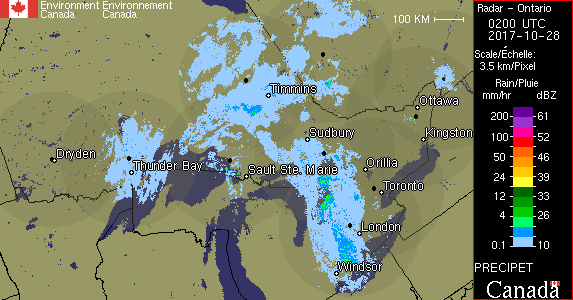 Environment Environnement
Canada Canada
100 KM
Timmins
Ottawa
Sudbury
Kingston
Dryden
Thunder Bay
Sault Ste. Marie
Orillia
Toronto
London
Windsor
Radar - Ontario
0200 UTC
2017-10-28
Scale/Échelle:
3.5 km/Pixel
Rain/Pluie
mm/hr dBZ
200 61
100 52
50 46
24 39
12 33
4 26
0.1 10
PRECIPET
Canada